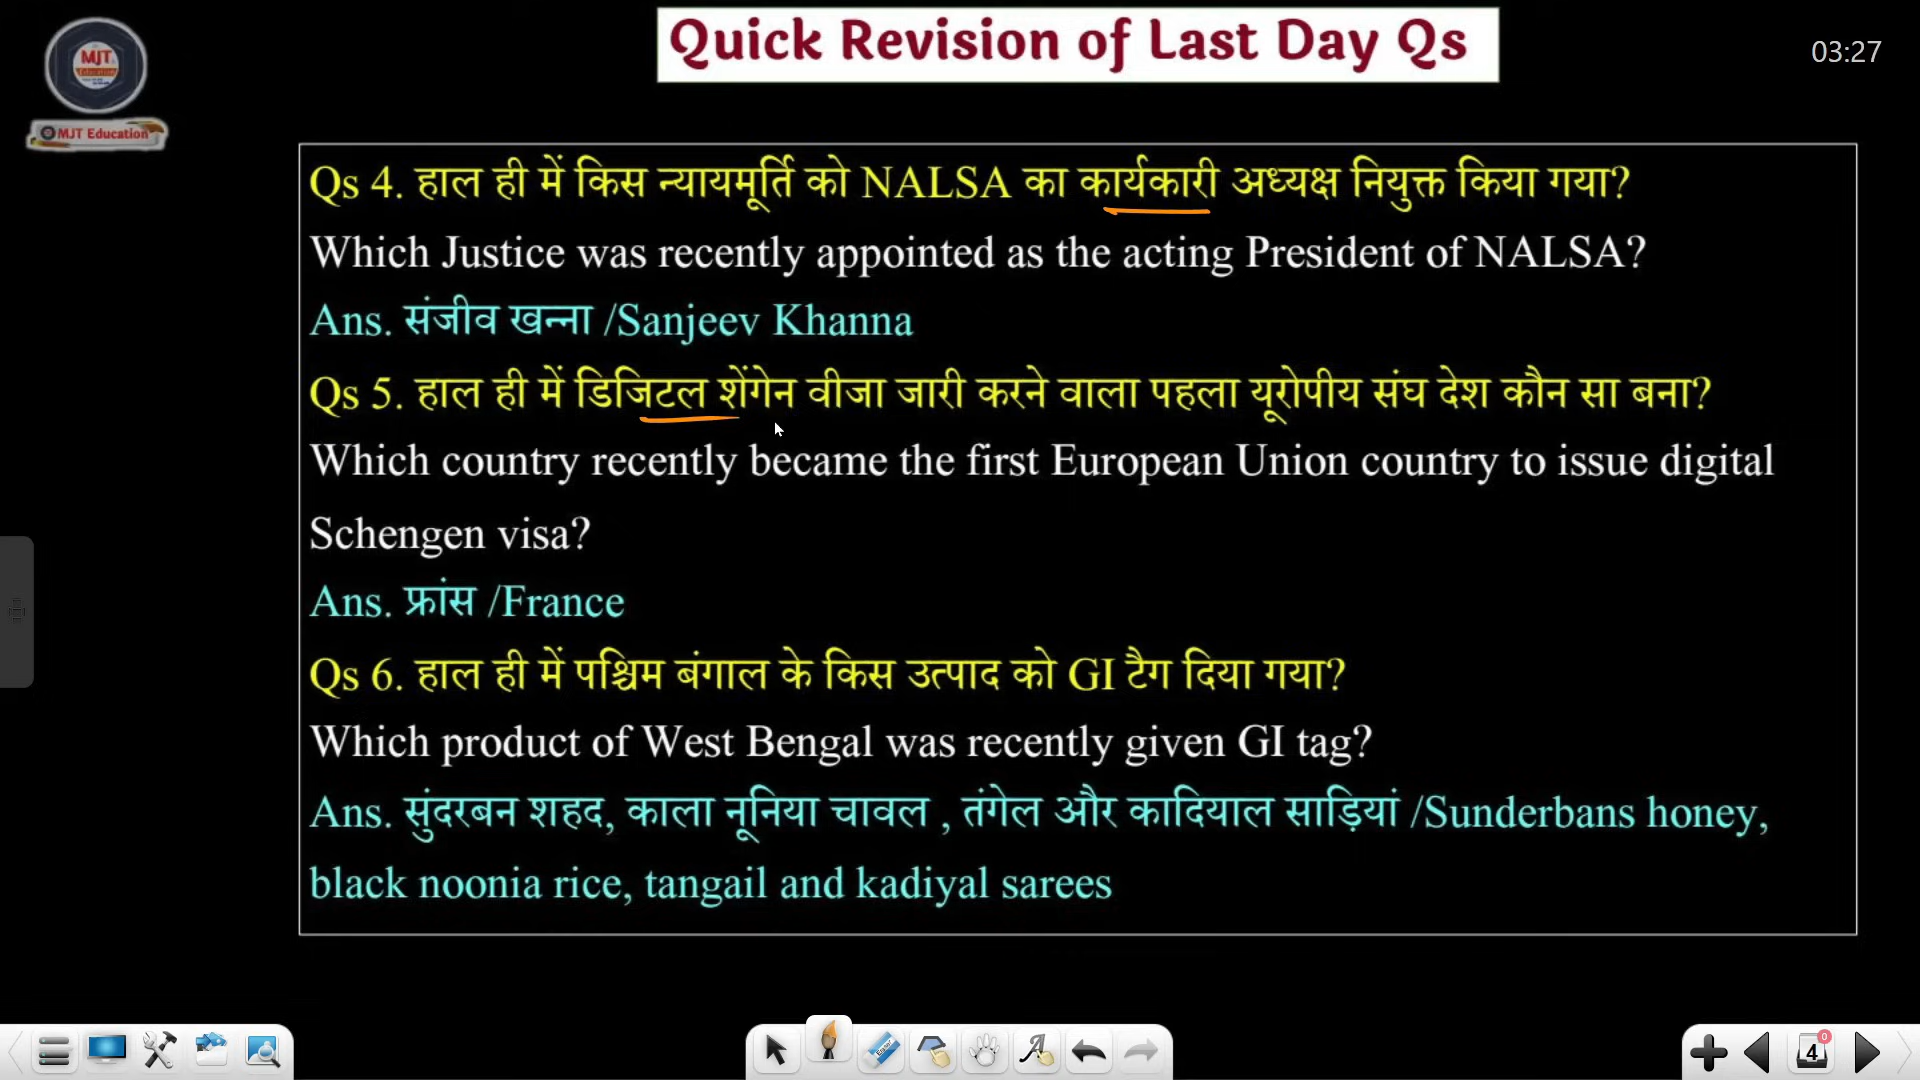 Quick Revision of Last Day Qs
03:27
MJT
Education
MJT Education
Qs 4. हाल ही में किस न्यायमूर्ति को NALSA का कार्यकारी अध्यक्ष नियुक्त किया गया?
Which Justice was recently appointed as the acting President of NALSA?
Ans. संजीव खन्ना /Sanjeev Khanna
Qs 5. हाल ही में डिजिटल शेंगेन वीजा जारी करने वाला पहला यूरोपीय संघ देश कौन सा बना?
Which country recently became the first European Union country to issue digital
Schengen visa?
Ans. फ्रांस /France
Qs 6. हाल ही में पश्चिम बंगाल के किस उत्पाद को GI टैग दिया गया?
Which product of West Bengal was recently given GI tag?
Ans. सुंदरबन शहद, काला नूनिया चावल , तंगेल और कादियाल साड़ियां /Sunderbans honey,
black noonia rice, tangail and kadiyal sarees
4
0